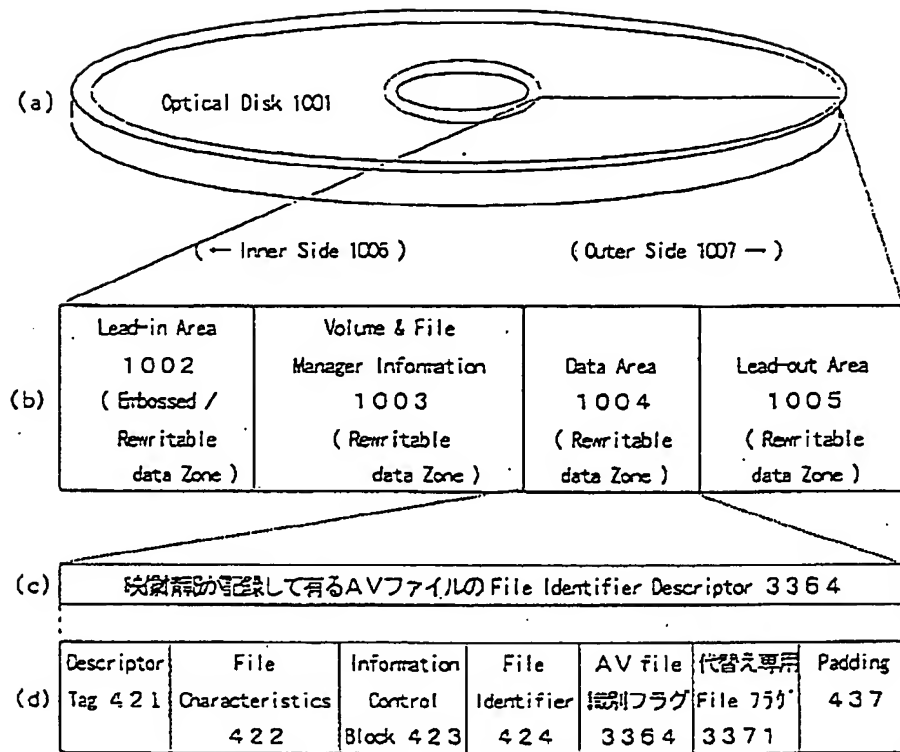 (a)
Optical Disk 1001
(← Inner Side 1006)
(Outer Side 1007 →)
(b)
Lead-in Area
1002
(Embossed /
Rewritable
data Zone)
Volume & File
Manager Information
1003
(Rewritable
data Zone)
Data Area
1004
(Rewritable
data Zone)
Lead-out Area
1005
(Rewritable
data Zone)
(c)
映像情報が記録して有るAVファイルのFile Identifier Descriptor 3364
(d)
Descriptor
Tag 421
File
Characteristics
422
Information
Control
Block 423
File
Identifier
424
AV file
識別フラグ
3364
代替え専用
File フラグ
3371
Padding
437